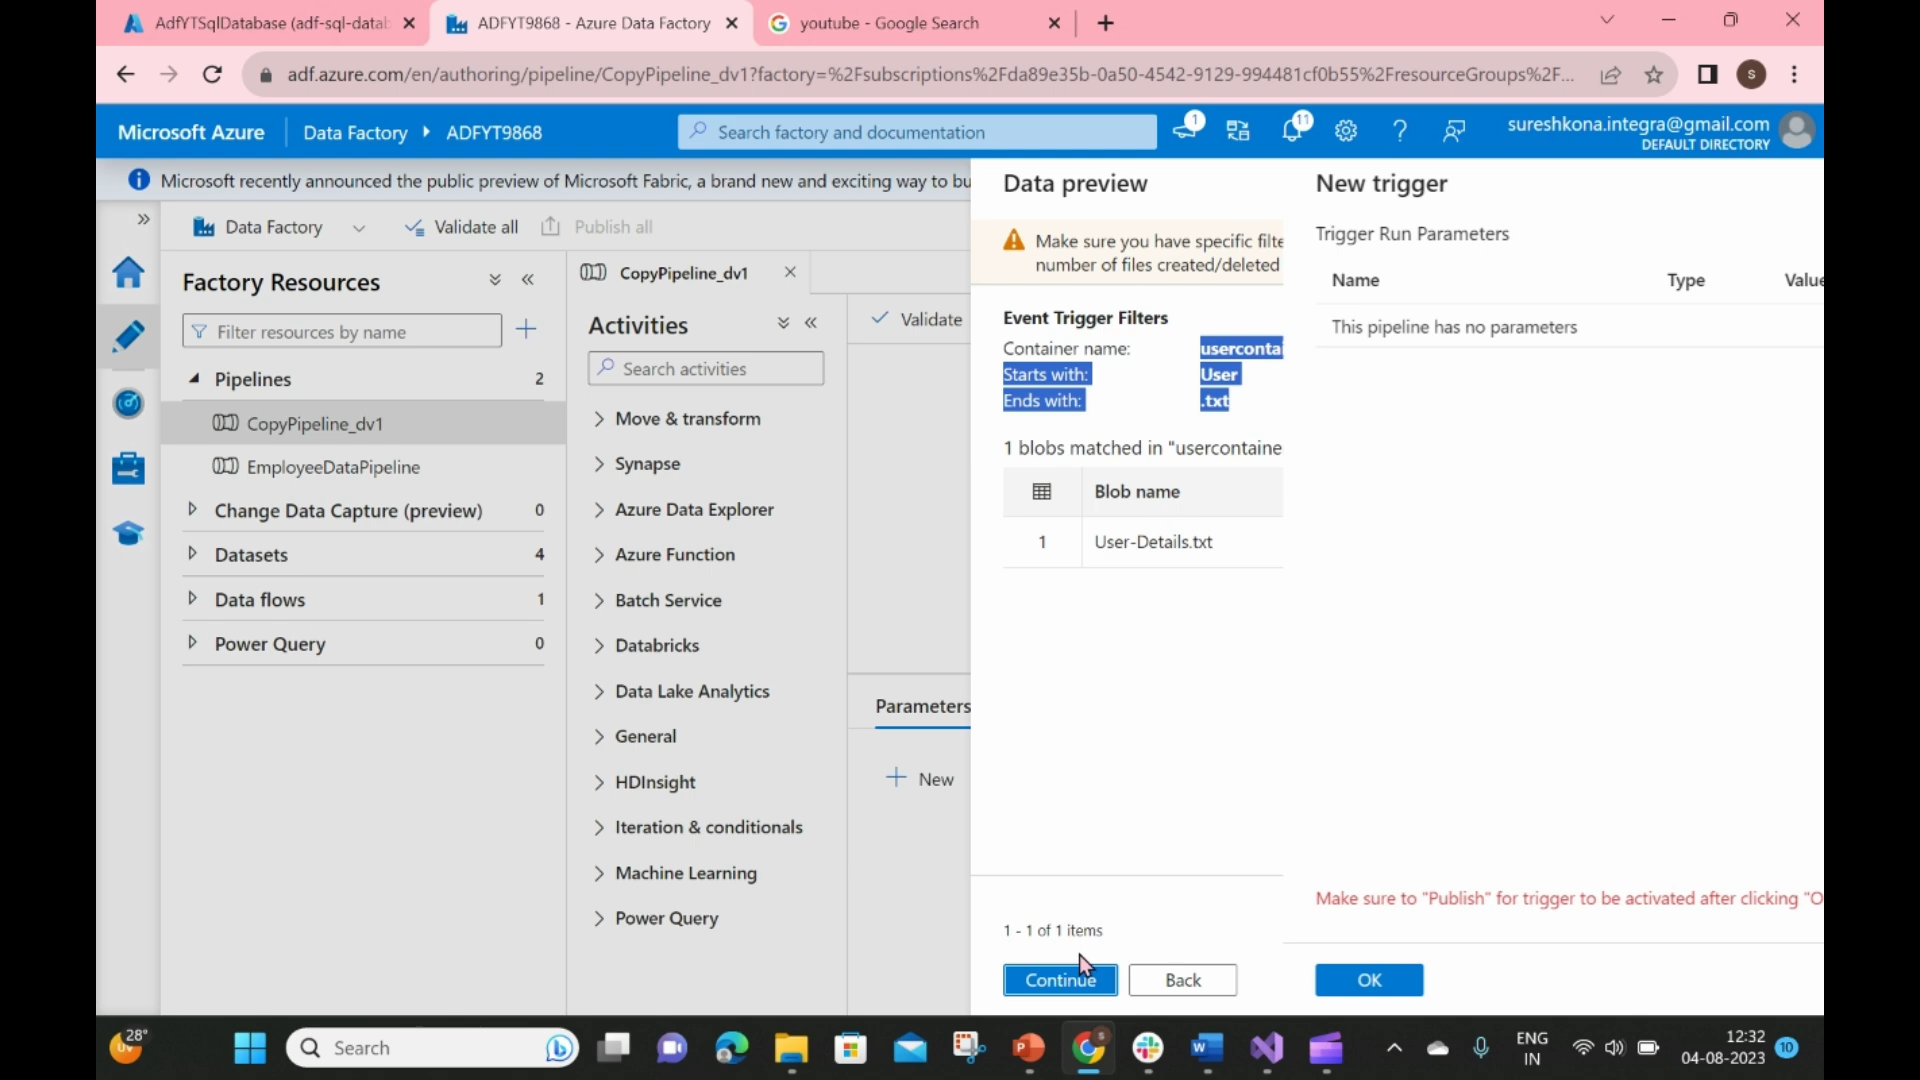 AdfYTSqlDatabase (adf-sql-datab
ADFYT9868 - Azure Data Factory
youtube - Google Search
adf.azure.com/en/authoring/pipeline/CopyPipeline_dv1?factory=%2Fsubscriptions%2Fda89e35b-0a50-4542-9129-994481cf0b55%2FresourceGroups%2F...
S
Microsoft Azure
Data Factory
ADFYT9868
Search factory and documentation
1
11
sureshkona.integra@gmail.com
DEFAULT DIRECTORY
Microsoft recently announced the public preview of Microsoft Fabric, a brand new and exciting way to bu
Data Factory
Validate all
Publish all
Factory Resources
Filter resources by name
Pipelines 2
CopyPipeline_dv1
EmployeeDataPipeline
Change Data Capture (preview) 0
Datasets 4
Data flows 1
Power Query 0
CopyPipeline_dv1
Activities
Search activities
Move & transform
Synapse
Azure Data Explorer
Azure Function
Batch Service
Databricks
Data Lake Analytics
General
HDInsight
Iteration & conditionals
Machine Learning
Power Query
Validate
Parameters
New
Data preview
Make sure you have specific filte
number of files created/deleted
Event Trigger Filters
Container name: userconta
Starts with: User
Ends with: .txt
1 blobs matched in "usercontaine
Blob name
1 User-Details.txt
1 - 1 of 1 items
Continue
Back
New trigger
Trigger Run Parameters
Name Type Value
This pipeline has no parameters
Make sure to "Publish" for trigger to be activated after clicking "O
OK
28°
UV
Search
ENG
IN
12:32
04-08-2023
10